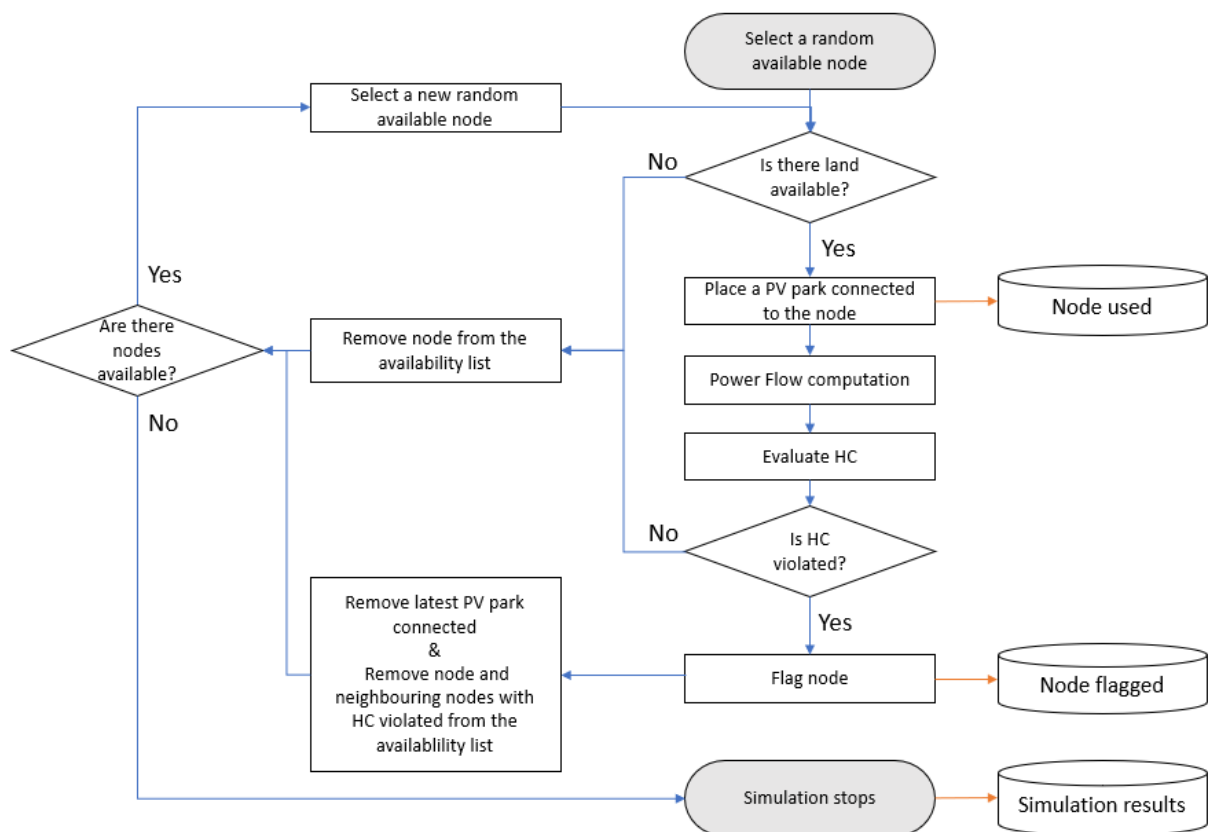 Select a random
available node
Select a new random
available node
No
Is there land
available?
Yes
Yes
Place a PV park connected
to the node
Node used
Are there
nodes
available?
Remove node from the
availability list
Power Flow computation
No
Evaluate HC
No
Is HC
violated?
Remove latest PV park
connected
&
Remove node and
neighbouring nodes with
HC violated from the
availablility list
Yes
Flag node
Node flagged
Simulation stops
Simulation results